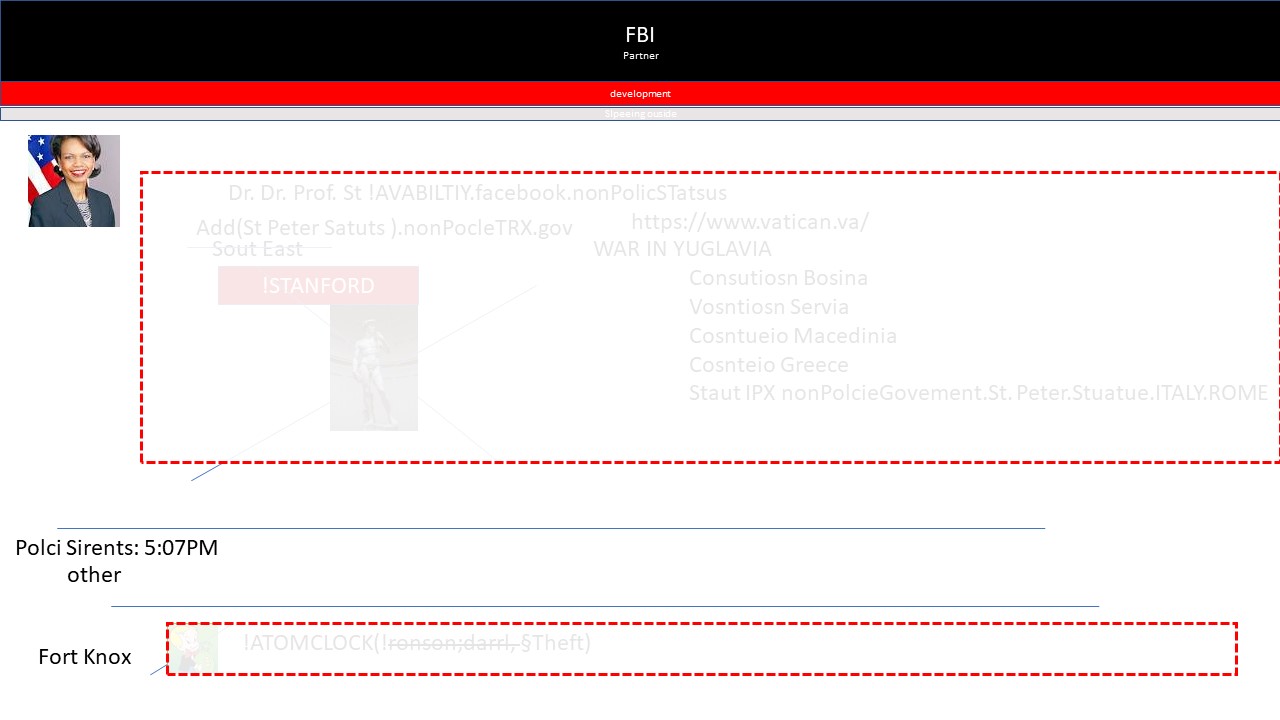 FBI
Partner
development
Slpeeing ouside
Dr. Dr. Prof. St !AVABILTIY.facebook.nonPolicSTatsus
https://www.vatican.va/
Add(St Peter Satuts ).nonPocleTRX.gov
Sout East
WAR IN YUGLAVIA
!STANFORD
Consutiosn Bosina
Vosntiosn Servia
Cosntueio Macedinia
Cosnteio Greece
Staut IPX nonPolcieGovement.St. Peter.Stuatue.ITALY.ROME
Polci Sirents: 5:07PM
other
!ATOMCLOCK(!ronson;darrl, §Theft)
Fort Knox